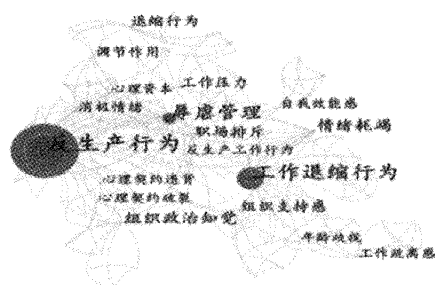 退缩行为
调节作用
心理资本
工作压力
消极情绪
辱虐管理
自我效能感
职场排斥
情绪耗竭
反生产行为
反生产工作行为
工作退缩行为
心理契约违背
心理契约破裂
组织支持感
组织政治知觉
年龄歧视
工作疏离感